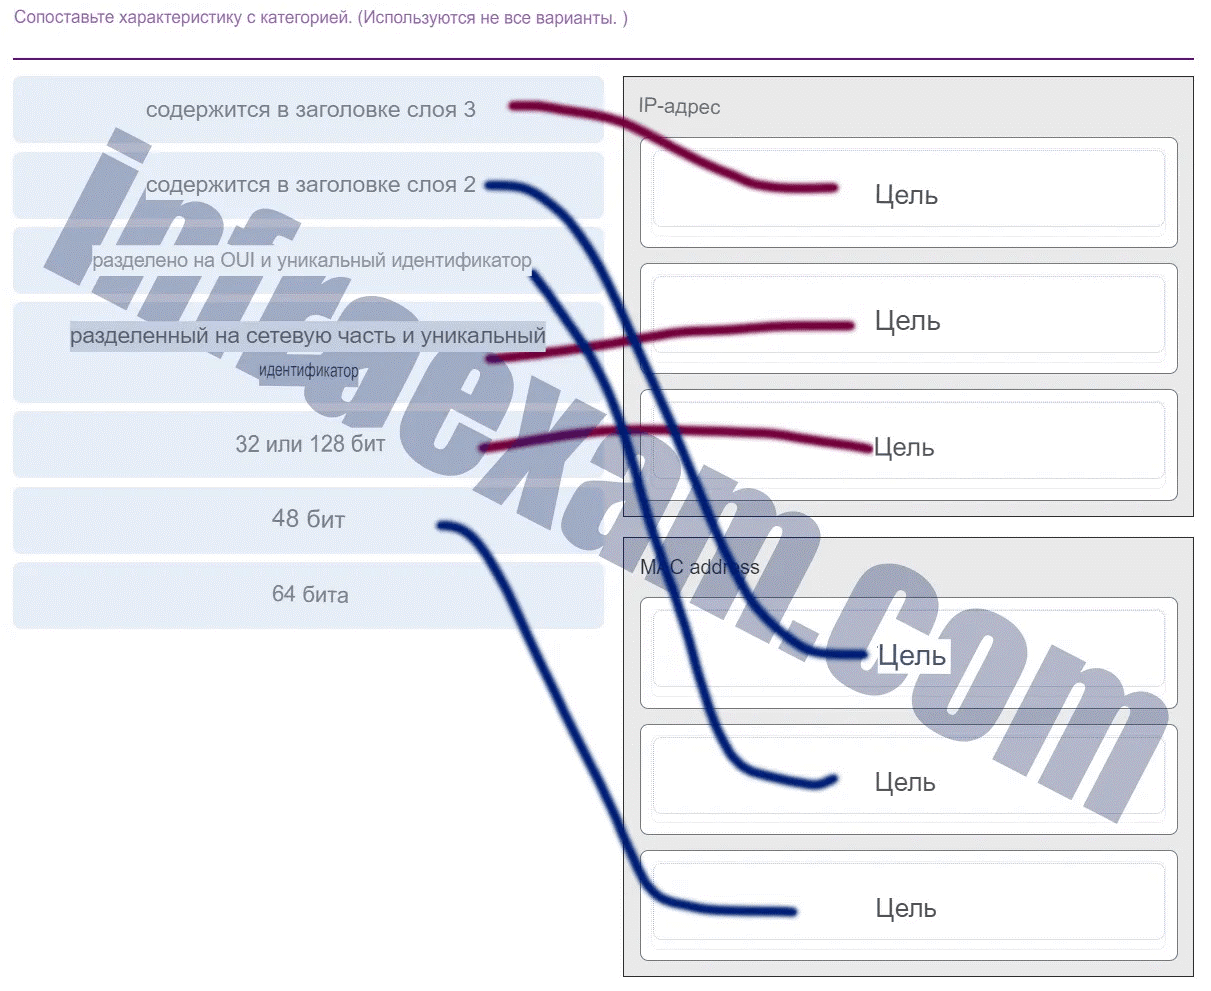 Сопоставьте характеристику с категорией. (Используются не все варианты. )
содержится в заголовке слоя 3
содержится в заголовке слоя 2
разделено на OUI и уникальный идентификатор
разделенный на сетевую часть и уникальный
идентификатор
32 или 128 бит
48 бит
64 бита
IP-адрес
Цель
Цель
Цель
MAC address
Цель
Цель
Цель
infraexam.com